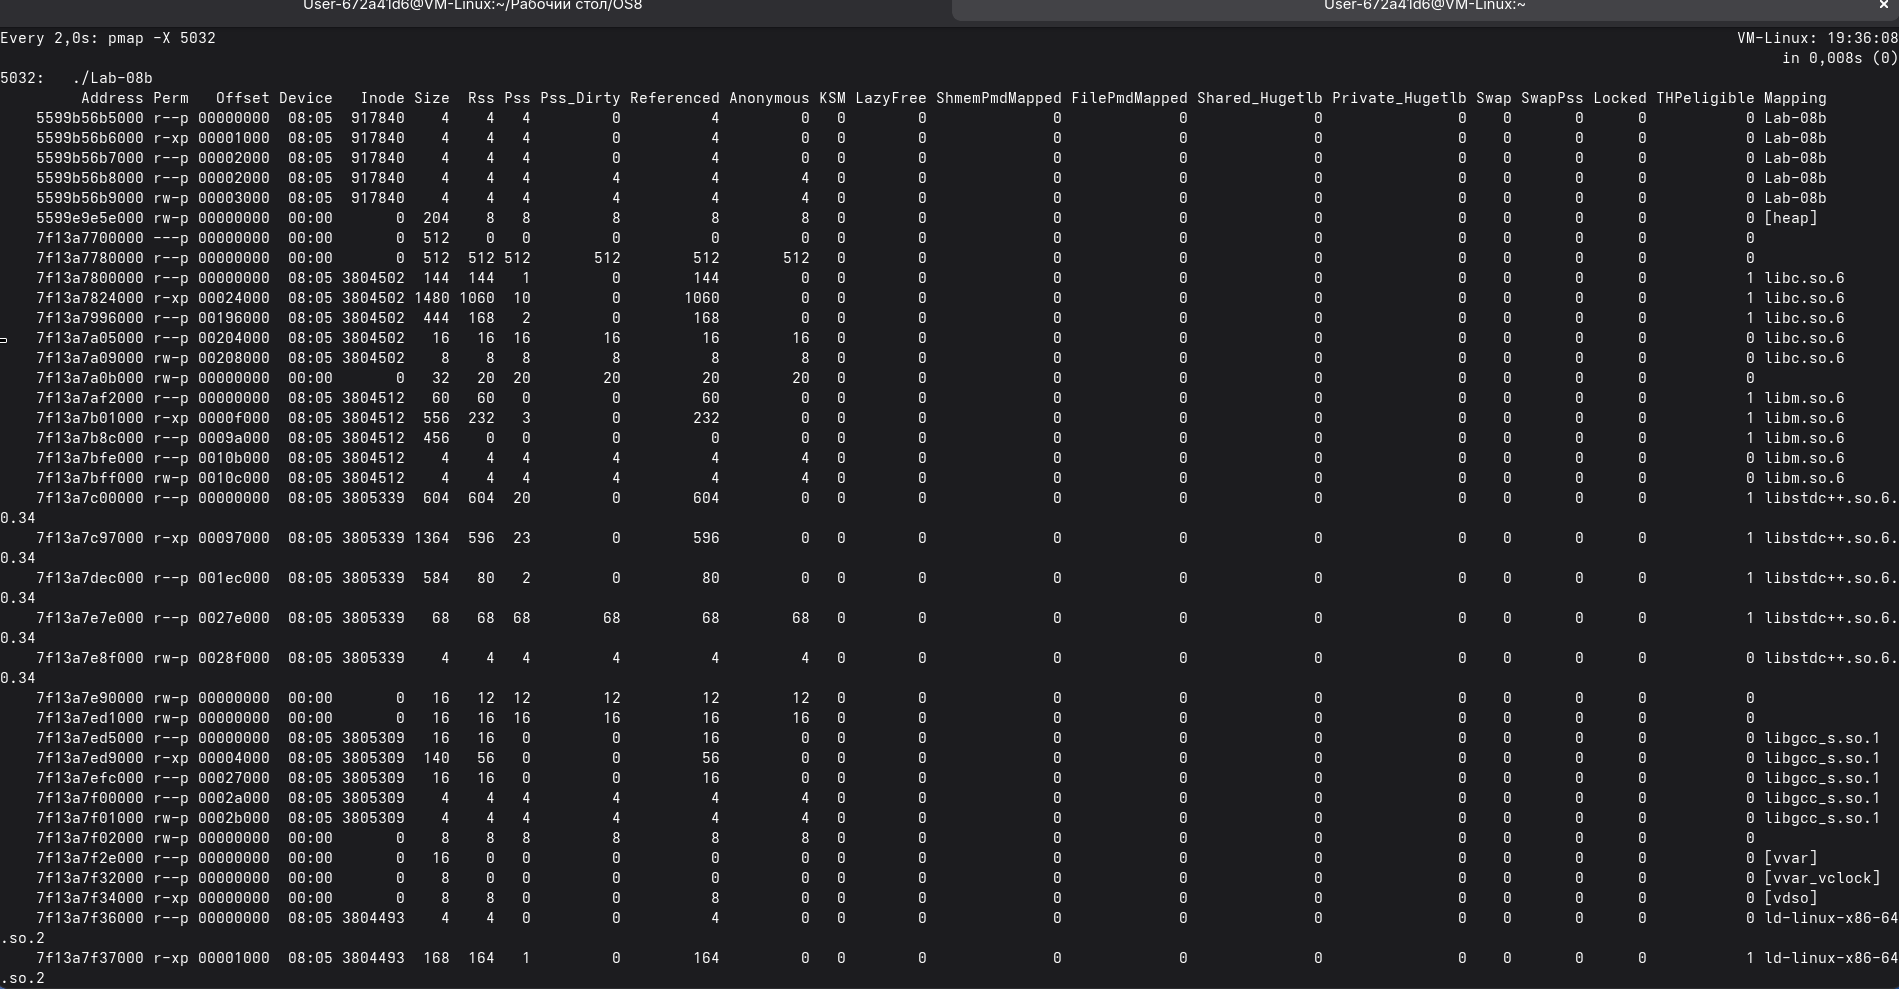 User-672a41d6@VM-Linux:~/Рабочий стол/OS8 User-672a41d6@VM-Linux:~ ×
Every 2,0s: pmap -X 5032 VM-Linux: 19:36:08
in 0,008s (0)
5032: ./Lab-08b
Address Perm Offset Device Inode Size Rss Pss Pss_Dirty Referenced Anonymous KSM LazyFree ShmemPmdMapped FilePmdMapped Shared_Hugetlb Private_Hugetlb Swap SwapPss Locked THPeligible Mapping
5599b56b5000 r--p 00000000 08:05 917840 4 4 4 0 4 0 0 0 0 0 0 0 0 0 0 0 Lab-08b
5599b56b6000 r-xp 00001000 08:05 917840 4 4 4 0 4 0 0 0 0 0 0 0 0 0 0 0 Lab-08b
5599b56b7000 r--p 00002000 08:05 917840 4 4 4 0 4 0 0 0 0 0 0 0 0 0 0 0 Lab-08b
5599b56b8000 r--p 00002000 08:05 917840 4 4 4 4 4 4 0 0 0 0 0 0 0 0 0 0 Lab-08b
5599b56b9000 rw-p 00003000 08:05 917840 4 4 4 4 4 4 0 0 0 0 0 0 0 0 0 0 Lab-08b
5599e9e5e000 rw-p 00000000 00:00 0 204 8 8 8 8 8 0 0 0 0 0 0 0 0 0 0 [heap]
7f13a7700000 ---p 00000000 00:00 0 512 0 0 0 0 0 0 0 0 0 0 0 0 0 0 0
7f13a7780000 r--p 00000000 00:00 0 512 512 512 512 512 512 0 0 0 0 0 0 0 0 0 0
7f13a7800000 r--p 00000000 08:05 3804502 144 144 1 0 144 0 0 0 0 0 0 0 0 0 0 1 libc.so.6
7f13a7824000 r-xp 00024000 08:05 3804502 1480 1060 10 0 1060 0 0 0 0 0 0 0 0 0 0 1 libc.so.6
7f13a7996000 r--p 00196000 08:05 3804502 444 168 2 0 168 0 0 0 0 0 0 0 0 0 0 1 libc.so.6
7f13a7a05000 r--p 00204000 08:05 3804502 16 16 16 16 16 16 0 0 0 0 0 0 0 0 0 0 libc.so.6
7f13a7a09000 rw-p 00208000 08:05 3804502 8 8 8 8 8 8 0 0 0 0 0 0 0 0 0 0 libc.so.6
7f13a7a0b000 rw-p 00000000 00:00 0 32 20 20 20 20 20 0 0 0 0 0 0 0 0 0 0
7f13a7af2000 r--p 00000000 08:05 3804512 60 60 0 0 60 0 0 0 0 0 0 0 0 0 0 1 libm.so.6
7f13a7b01000 r-xp 0000f000 08:05 3804512 556 232 3 0 232 0 0 0 0 0 0 0 0 0 0 1 libm.so.6
7f13a7b8c000 r--p 0009a000 08:05 3804512 456 0 0 0 0 0 0 0 0 0 0 0 0 0 0 1 libm.so.6
7f13a7bfe000 r--p 0010b000 08:05 3804512 4 4 4 4 4 4 0 0 0 0 0 0 0 0 0 0 libm.so.6
7f13a7bff000 rw-p 0010c000 08:05 3804512 4 4 4 4 4 4 0 0 0 0 0 0 0 0 0 0 libm.so.6
7f13a7c00000 r--p 00000000 08:05 3805339 604 604 20 0 604 0 0 0 0 0 0 0 0 0 0 1 libstdc++.so.6.
0.34
7f13a7c97000 r-xp 00097000 08:05 3805339 1364 596 23 0 596 0 0 0 0 0 0 0 0 0 0 1 libstdc++.so.6.
0.34
7f13a7dec000 r--p 001ec000 08:05 3805339 584 80 2 0 80 0 0 0 0 0 0 0 0 0 0 1 libstdc++.so.6.
0.34
7f13a7e7e000 r--p 0027e000 08:05 3805339 68 68 68 68 68 68 0 0 0 0 0 0 0 0 0 1 libstdc++.so.6.
0.34
7f13a7e8f000 rw-p 0028f000 08:05 3805339 4 4 4 4 4 4 0 0 0 0 0 0 0 0 0 0 libstdc++.so.6.
0.34
7f13a7e90000 rw-p 00000000 00:00 0 16 12 12 12 12 12 0 0 0 0 0 0 0 0 0 0
7f13a7ed1000 rw-p 00000000 00:00 0 16 16 16 16 16 16 0 0 0 0 0 0 0 0 0 0
7f13a7ed5000 r--p 00000000 08:05 3805309 16 16 0 0 16 0 0 0 0 0 0 0 0 0 0 0 libgcc_s.so.1
7f13a7ed9000 r-xp 00004000 08:05 3805309 140 56 0 0 56 0 0 0 0 0 0 0 0 0 0 0 libgcc_s.so.1
7f13a7efc000 r--p 00027000 08:05 3805309 16 16 0 0 16 0 0 0 0 0 0 0 0 0 0 0 libgcc_s.so.1
7f13a7f00000 r--p 0002a000 08:05 3805309 4 4 4 4 4 4 0 0 0 0 0 0 0 0 0 0 libgcc_s.so.1
7f13a7f01000 rw-p 0002b000 08:05 3805309 4 4 4 4 4 4 0 0 0 0 0 0 0 0 0 0 libgcc_s.so.1
7f13a7f02000 rw-p 00000000 00:00 0 8 8 8 8 8 8 0 0 0 0 0 0 0 0 0 0
7f13a7f2e000 r--p 00000000 00:00 0 16 0 0 0 0 0 0 0 0 0 0 0 0 0 0 0 [vvar]
7f13a7f32000 r--p 00000000 00:00 0 8 0 0 0 0 0 0 0 0 0 0 0 0 0 0 0 [vvar_vclock]
7f13a7f34000 r-xp 00000000 00:00 0 8 8 0 0 8 0 0 0 0 0 0 0 0 0 0 0 [vdso]
7f13a7f36000 r--p 00000000 08:05 3804493 4 4 0 0 4 0 0 0 0 0 0 0 0 0 0 0 ld-linux-x86-64
.so.2
7f13a7f37000 r-xp 00001000 08:05 3804493 168 164 1 0 164 0 0 0 0 0 0 0 0 0 0 1 ld-linux-x86-64
.so.2